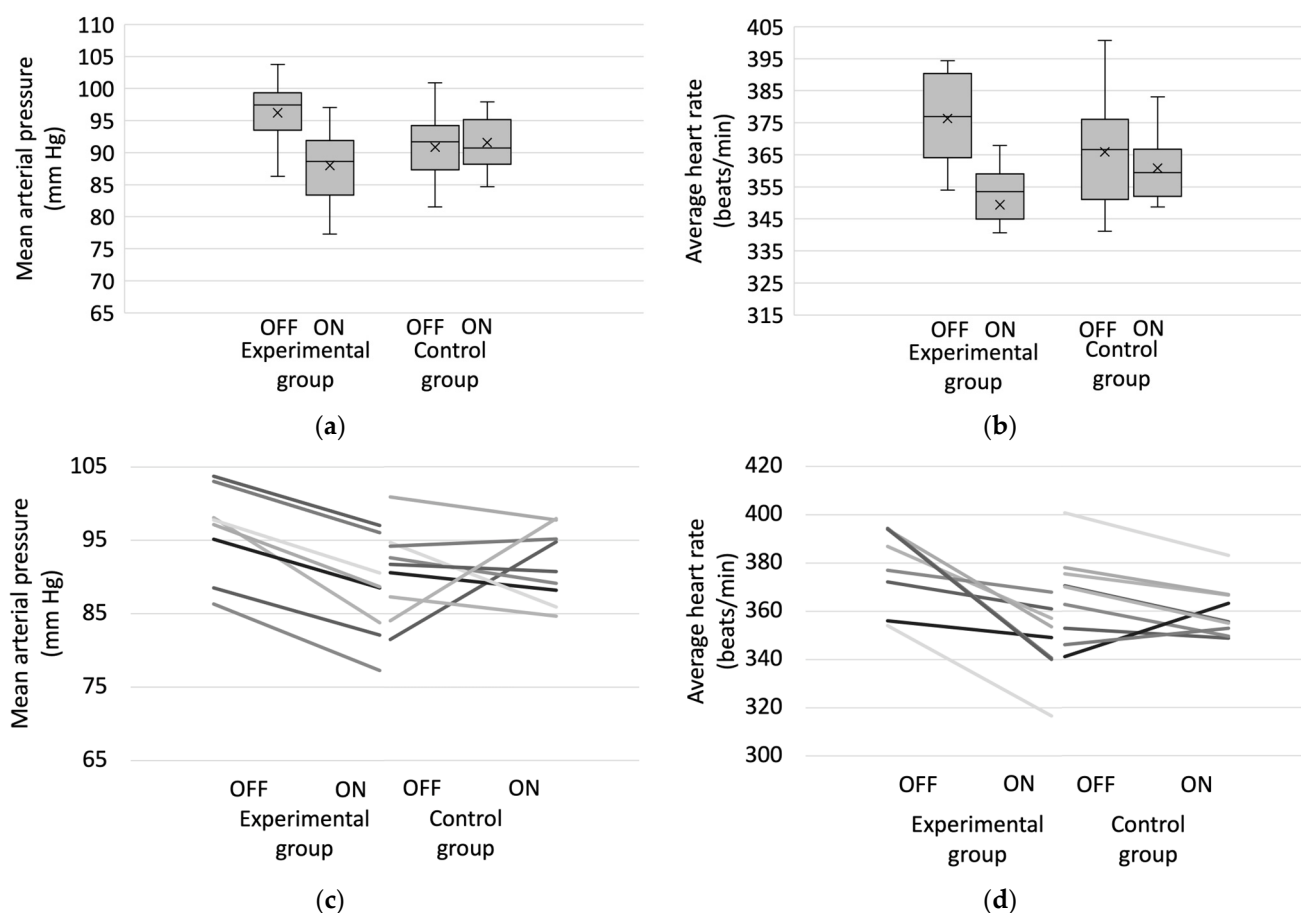 Mean arterial pressure
(mm Hg)
110
105
100
95
90
85
80
75
70
65
OFF ON OFF ON
Experimental Control
group group
(a)
Average heart rate
(beats/min)
405
395
385
375
365
355
345
335
325
315
OFF ON OFF ON
Experimental Control
group group
(b)
Mean arterial pressure
(mm Hg)
105
95
85
75
65
OFF ON OFF ON
Experimental Control
group group
(c)
Average heart rate
(beats/min)
420
400
380
360
340
320
300
OFF ON OFF ON
Experimental Control
group group
(d)